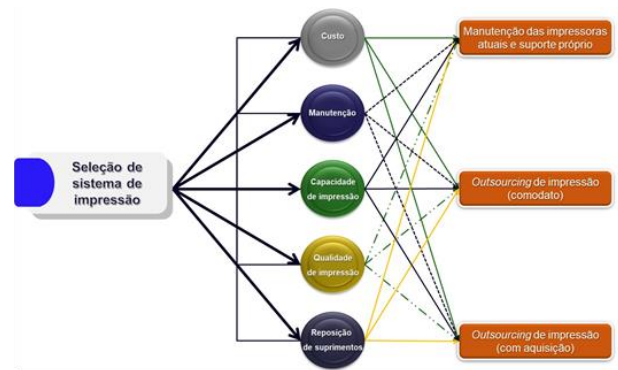 Seleção de
sistema de
impressão
Custo
Manutenção
Capacidade
de impressão
Qualidade
de impressão
Reposição
de suprimentos
Manutenção das impressoras
atuais e suporte próprio
Outsourcing de impressão
(comodato)
Outsourcing de impressão
(com aquisição)